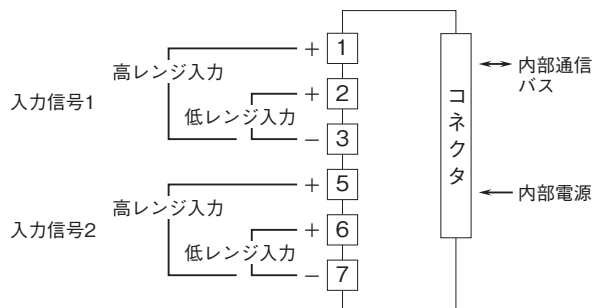 入力信号1
高レンジ入力
低レンジ入力
+ 1
+ 2
− 3
入力信号2
高レンジ入力
低レンジ入力
+ 5
+ 6
− 7
コネクタ
内部通信
バス
内部電源